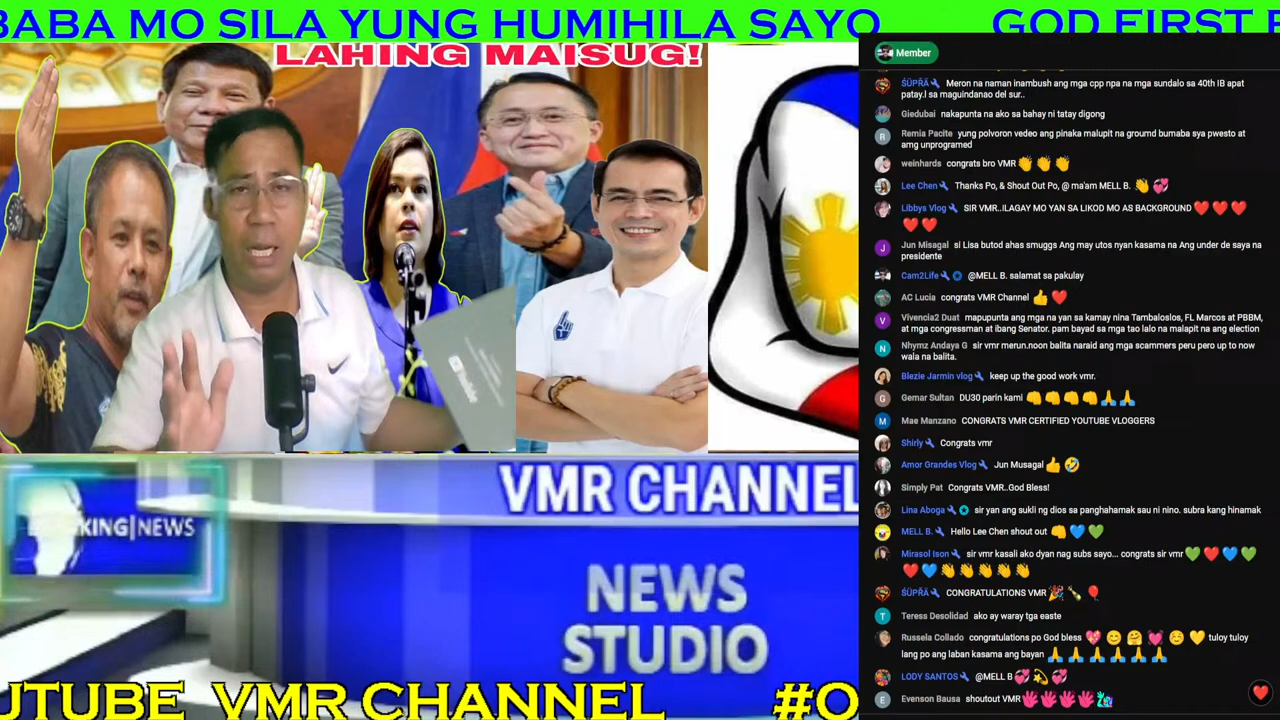 BABA MO SILA YUNG HUMIHILA SAYO GOD FIRST
LAHING MAISUG!
YouTube
VMR CHANNEL
KING|NEWS
NEWS
STUDIO
UTUBE VMR CHANNEL #O
Member
ŚÜPŘÃ Meron na naman inambush ang mga cpp npa na mga sundalo sa 40th IB apat
patay.l sa maguindanao del sur..
Giedubai nakapunta na ako sa bahay ni tatay digong
Remia Pacite yung polvoron vedeo ang pinaka malupit na groumd bumaba sya pwesto at
amg unprogramed
weinhards congrats bro VMR 👏 👏 👏
Lee Chen Thanks Po, & Shout Out Po, @ ma'am MELL B. 👋 💞
Libbys Vlog SIR VMR..ILAGAY MO YAN SA LIKOD MO AS BACKGROUND ❤️ ❤️ ❤️
❤️ ❤️
Jun Misagal si Lisa butod ahas smuggs Ang may utos nyan kasama na Ang under de saya na
presidente
Cam2Life @MELL B. salamat sa pakulay
AC Lucia congrats VMR Channel 👍 ❤️
Vivencia2 Duat mapupunta ang mga na yan sa kamay nina Tambaloslos, FL Marcos at PBBM,
at mga congressman at ibang Senator. pam bayad sa mga tao lalo na malapit na ang election
Nhymz Andaya G sir vmr merun.noon balita naraid ang mga scammers peru pero up to now
wala na balita.
Blezie Jarmin vlog keep up the good work vmr.
Gemar Sultan DU30 parin kami 👊 👊 👊 👊 🙏 🙏
Mae Manzano CONGRATS VMR CERTIFIED YOUTUBE VLOGGERS
Shirly Congrats vmr
Amor Grandes Vlog Jun Musagal 👍 🤣
Simply Pat Congrats VMR..God Bless!
Lina Aboga sir yan ang sukli ng dios sa panghahamak sau ni nino. subra kang hinamak
MELL B. Hello Lee Chen shout out 👊 💙 💚
Mirasol Ison sir vmr kasali ako dyan nag subs sayo... congrats sir vmr 💚 ❤️ 💙 💚
❤️ 💙 👏 👏 👏 👏 👏
ŚÜPŘÃ CONGRATULATIONS VMR 🎉 🍾 🎈
Teress Desolidad ako ay waray tga easte
Russela Collado congratulations po God bless 💖 😊 🤗 💓 ☺️ 💛 tuloy tuloy
lang po ang laban kasama ang bayan 🙏 🙏 🙏 🙏 🙏 🙏
LODY SANTOS @MELL B 💞 💫 💞
Evenson Bausa shoutout VMR